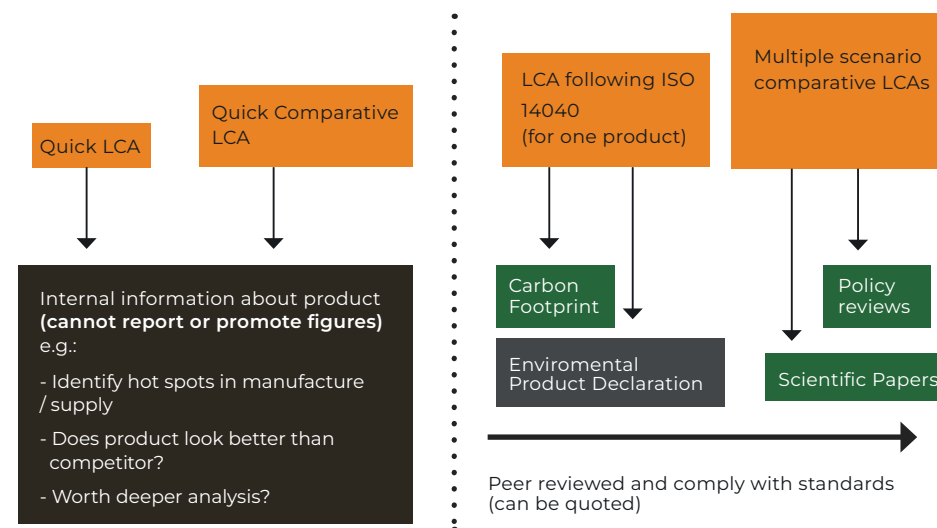 Quick LCA
Quick Comparative
LCA
Internal information about product
(cannot report or promote figures)
e.g.:
- Identify hot spots in manufacture
/ supply
- Does product look better than
competitor?
- Worth deeper analysis?
LCA following ISO
14040
(for one product)
Multiple scenario
comparative LCAs
Carbon
Footprint
Enviromental
Product Declaration
Policy
reviews
Scientific Papers
Peer reviewed and comply with standards
(can be quoted)